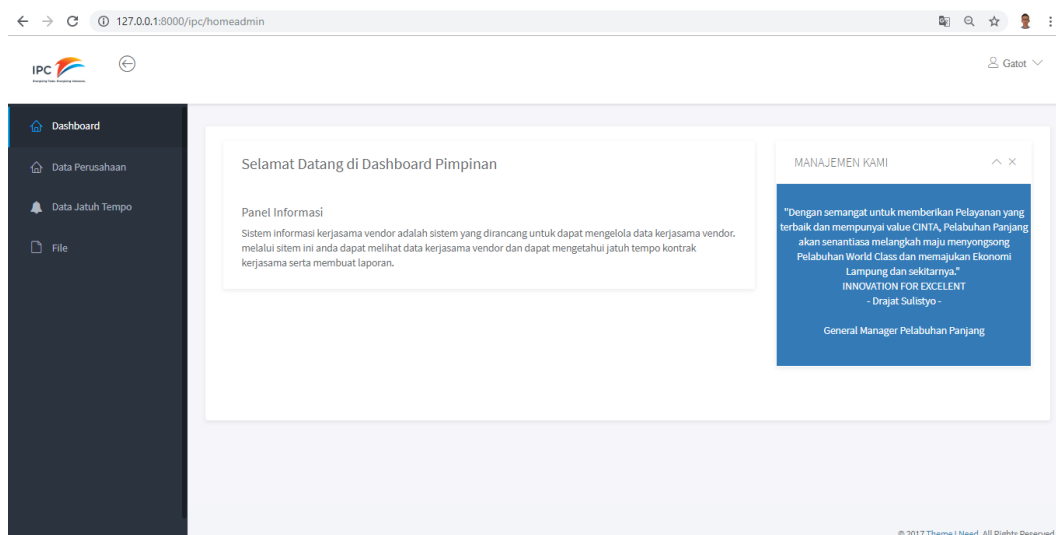 127.0.0.1:8000/ipc/homeadmin
IPC
Gatot
Dashboard
Data Perusahaan
Data Jatuh Tempo
File
Selamat Datang di Dashboard Pimpinan
Panel Informasi
Sistem informasi kerjasama vendor adalah sistem yang dirancang untuk dapat mengelola data kerjasama vendor.
melalui sitem ini anda dapat melihat data kerjasama vendor dan dapat mengetahui jatuh tempo kontrak
kerjasama serta membuat laporan.
MANAJEMEN KAMI
"Dengan semangat untuk memberikan Pelayanan yang
terbaik dan mempunyai value CINTA, Pelabuhan Panjang
akan senantiasa melangkah maju menyongsong
Pelabuhan World Class dan memajukan Ekonomi
Lampung dan sekitarnya."
INNOVATION FOR EXCELENT
- Drajat Sulistyo -
General Manager Pelabuhan Panjang
© 2017 Theme I Need. All Rights Reserved